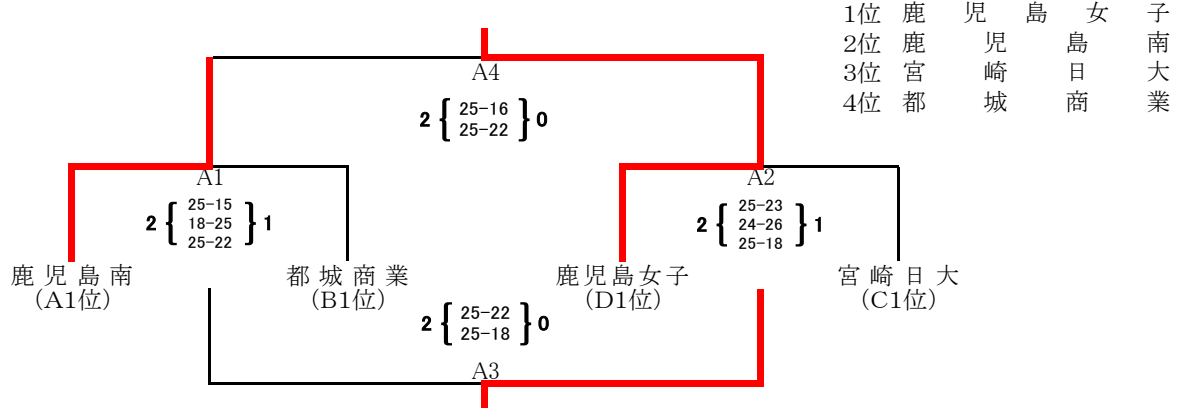 1位 鹿児島女子
2位 鹿児島南
3位 宮崎日大
4位 都城商業
A4
2 { 25-16 } 0
25-22
A1
2 { 25-15 } 1
18-25
25-22
A2
2 { 25-23 } 1
24-26
25-18
鹿児島南 都城商業 鹿児島女子 宮崎日大
(A1位) (B1位) (D1位) (C1位)
2 { 25-22 } 0
25-18
A3